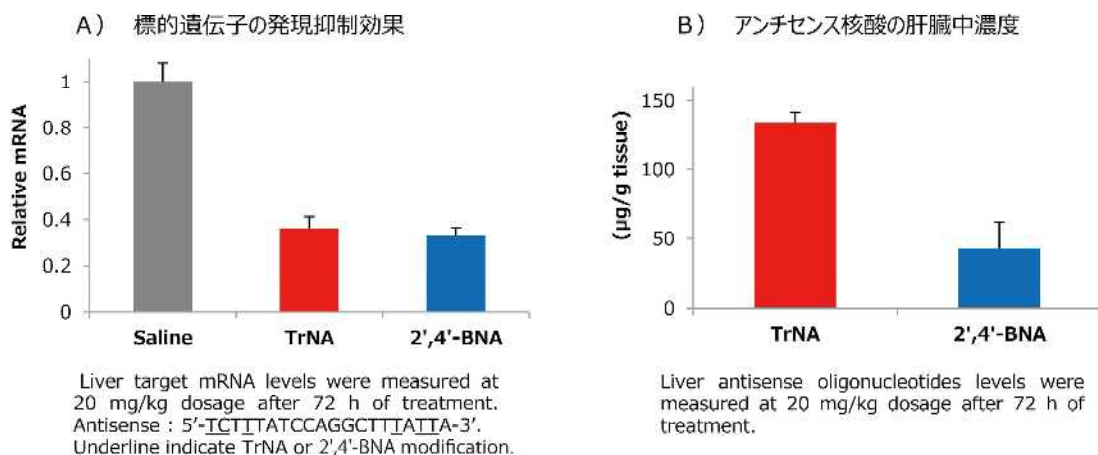 A） 標的遺伝子の発現抑制効果
Relative mRNA
1
0.8
0.6
0.4
0.2
0
Saline
TrNA
2',4'-BNA
Liver target mRNA levels were measured at
20 mg/kg dosage after 72 h of treatment.
Antisense : 5’-TCTTTATCCAGGCTTTATTA-3’.
Underline indicate TrNA or 2',4'-BNA modification.
B） アンチセンス核酸の肝臓中濃度
(μg/g tissue)
150
100
50
0
TrNA
2',4'-BNA
Liver antisense oligonucleotides levels were
measured at 20 mg/kg dosage after 72 h of
treatment.